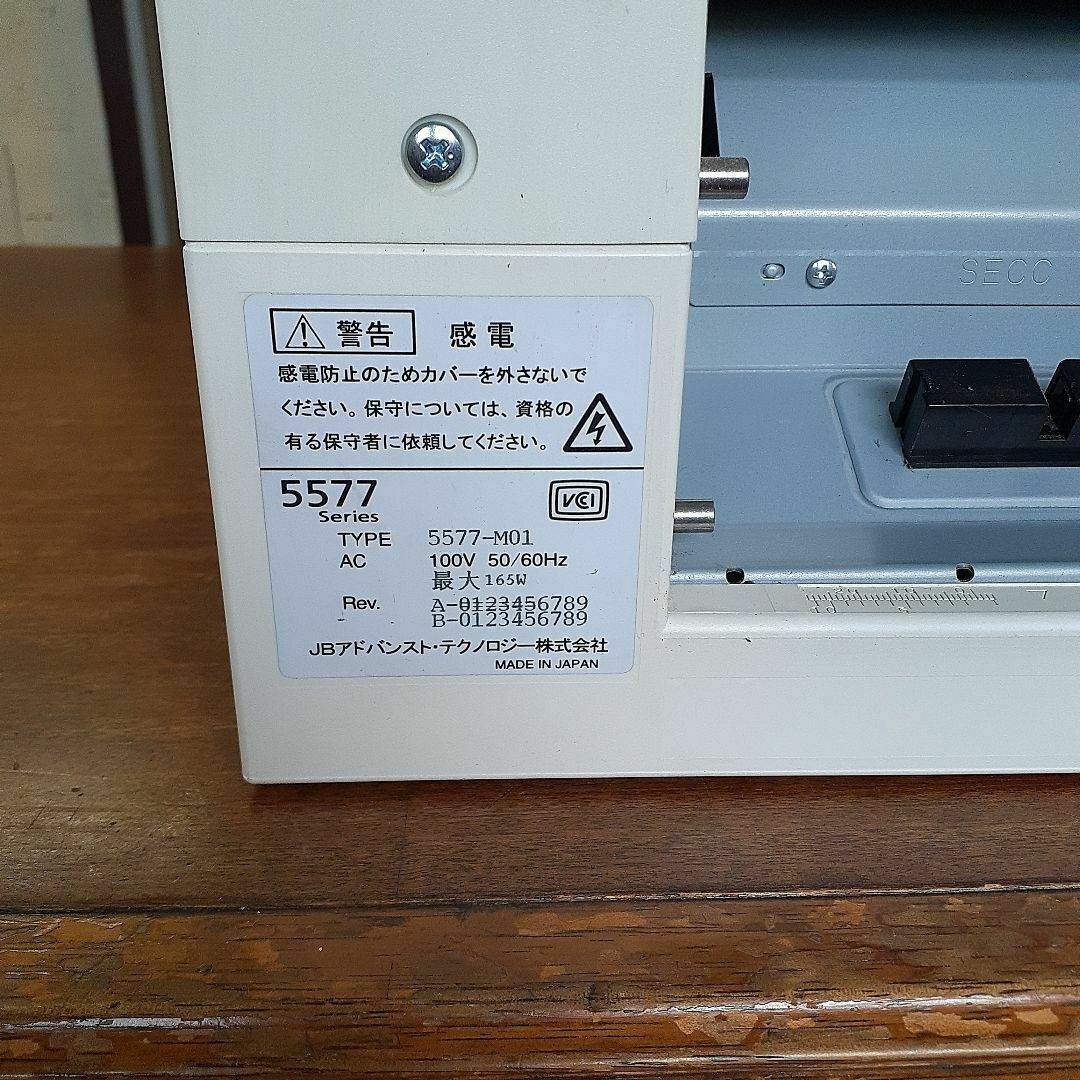 警告 感電
感電防止のためカバーを外さないで
ください。保守については、資格の
有る保守者に依頼してください。
5577
Series
VCCI
TYPE 5577-M01
AC 100V 50/60Hz
最大165W
Rev. A-0123456789
B-0123456789
JBアドバンスト・テクノロジー株式会社
MADE IN JAPAN
SECC